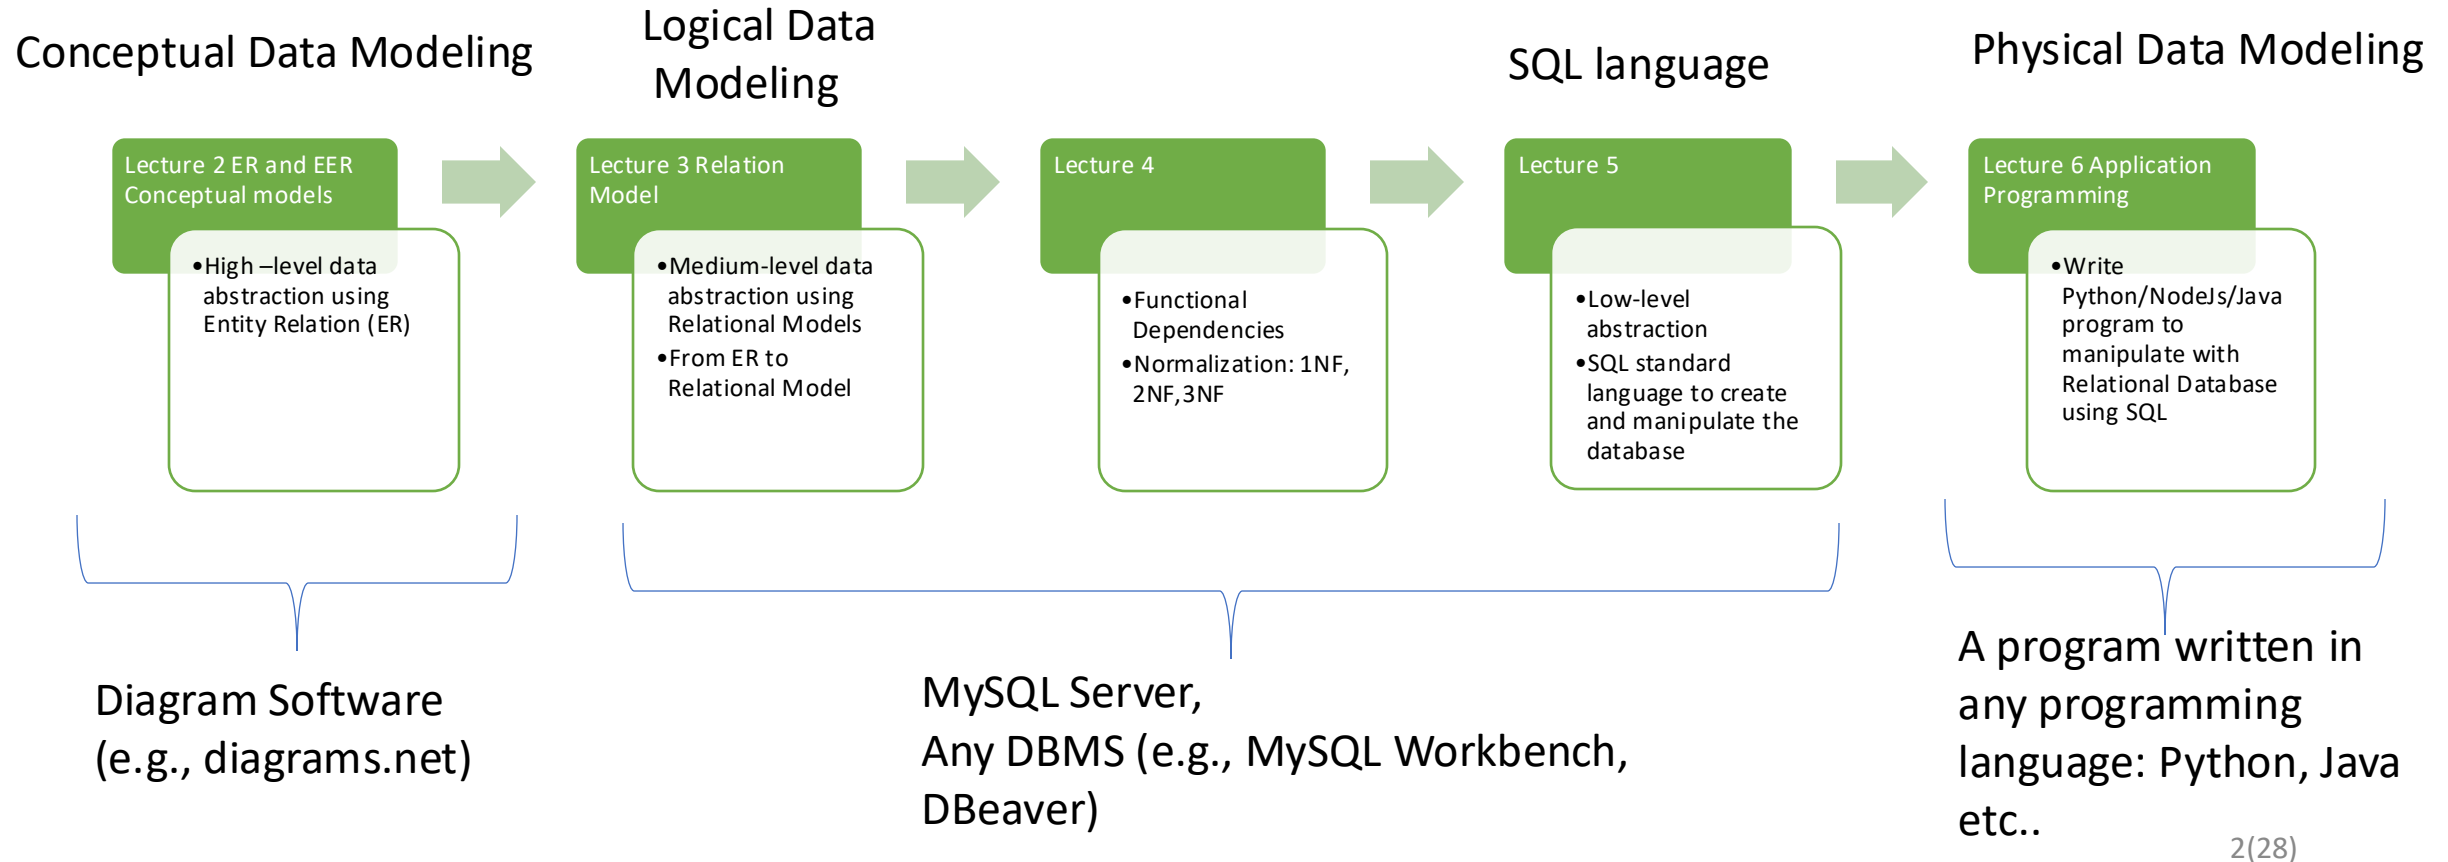 Conceptual Data Modeling
Logical Data
Modeling
SQL language
Physical Data Modeling
Lecture 2 ER and EER
Conceptual models
•High –level data
abstraction using
Entity Relation (ER)
Lecture 3 Relation
Model
•Medium-level data
abstraction using
Relational Models
•From ER to
Relational Model
Lecture 4
•Functional
Dependencies
•Normalization: 1NF,
2NF,3NF
Lecture 5
•Low-level
abstraction
•SQL standard
language to create
and manipulate the
database
Lecture 6 Application
Programming
•Write
Python/NodeJs/Java
program to
manipulate with
Relational Database
using SQL
Diagram Software
(e.g., diagrams.net)
MySQL Server,
Any DBMS (e.g., MySQL Workbench,
DBeaver)
A program written in
any programming
language: Python, Java
etc..
2(28)